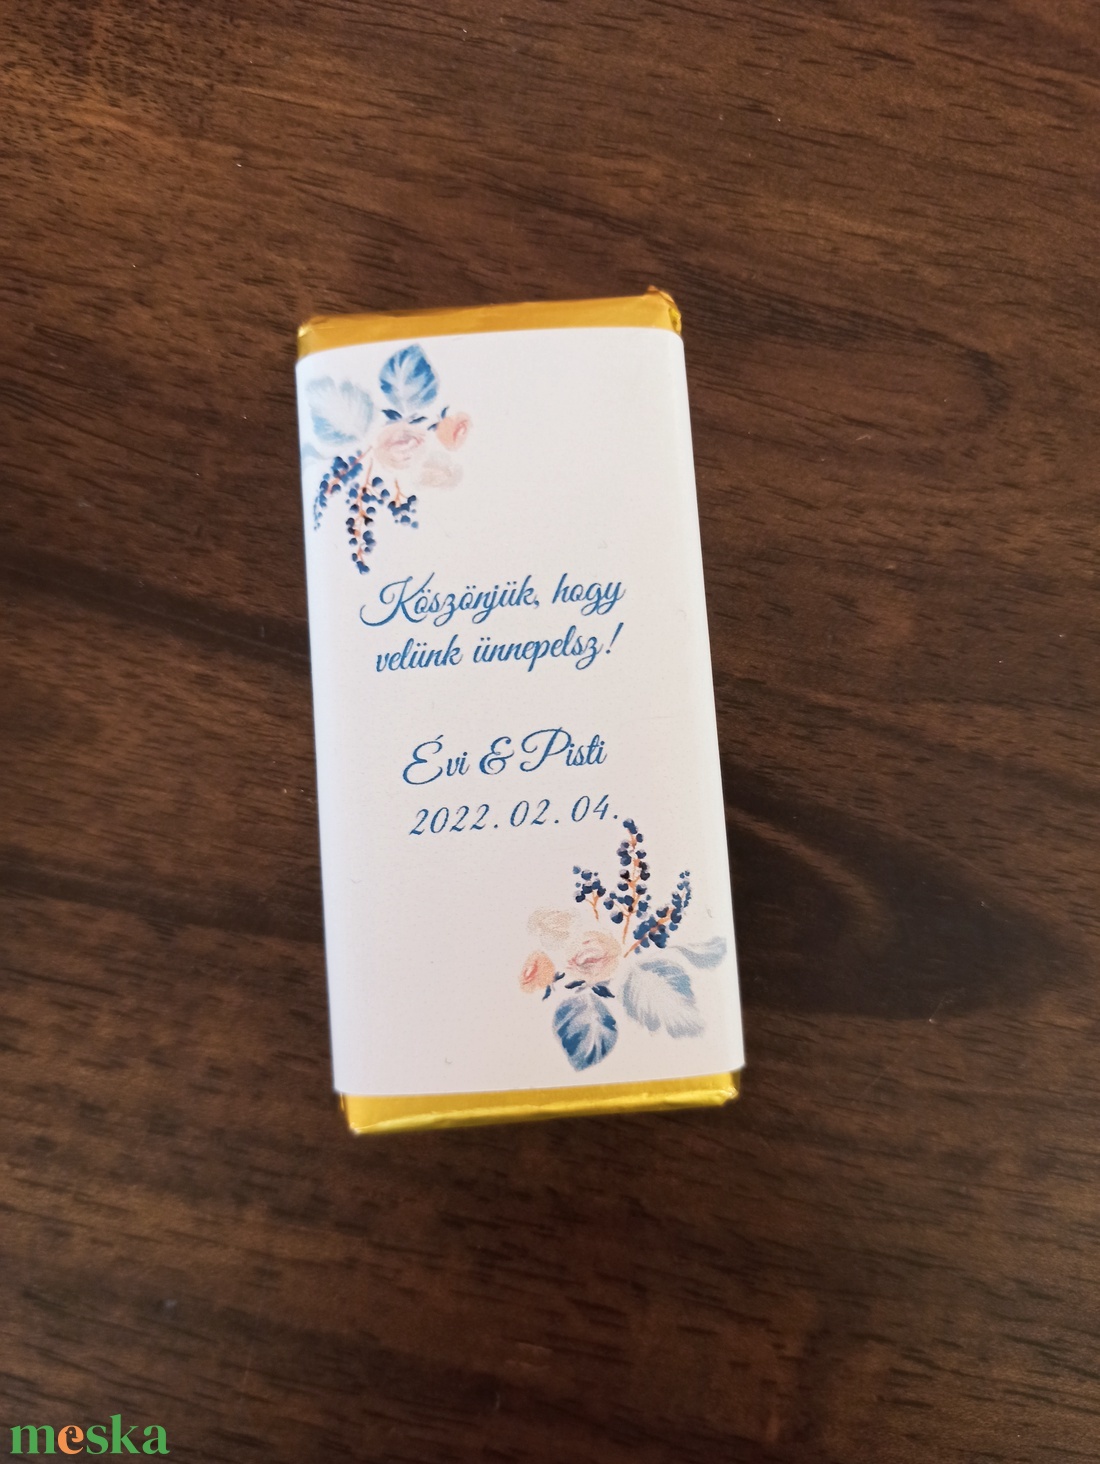 Köszönjük, hogy
velünk ünnepelsz!
Évi & Pisti
2022.02.04.
meska